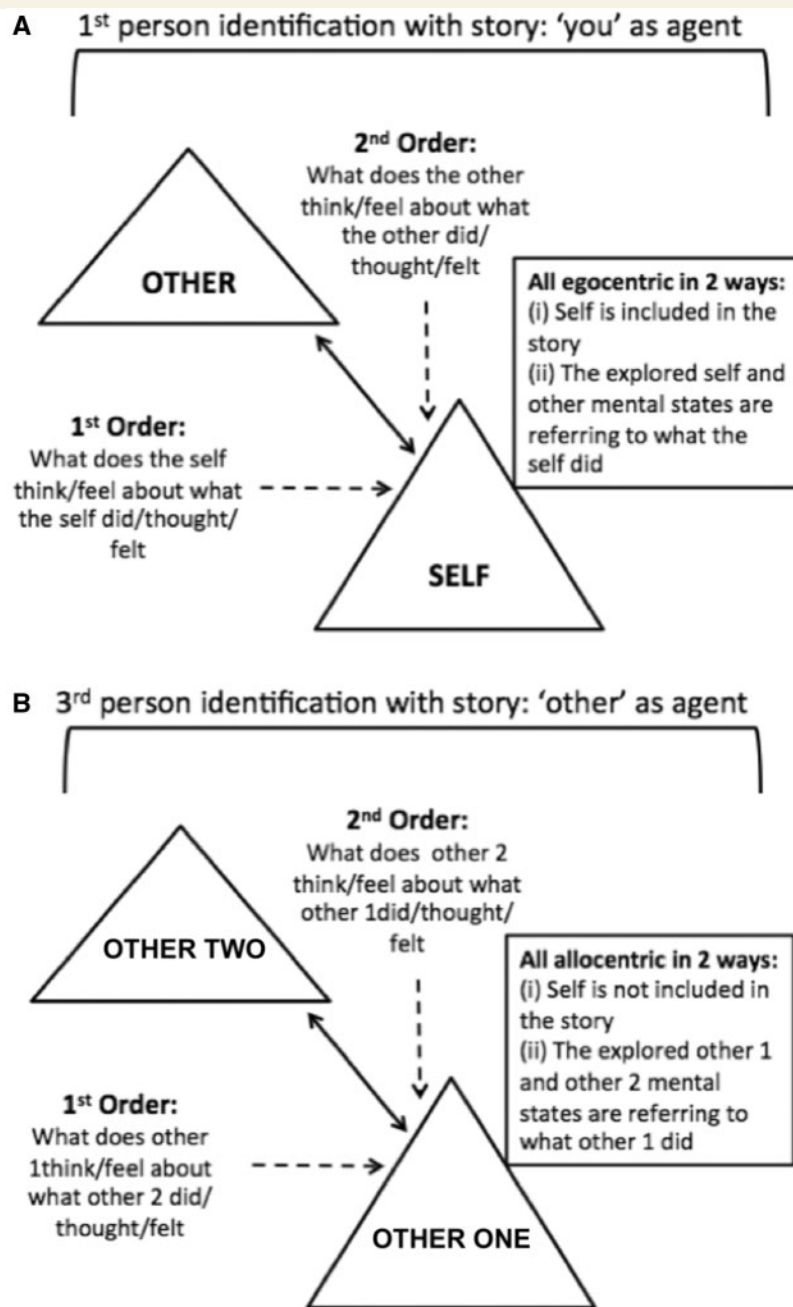 A 1st person identification with story: 'you' as agent
2nd Order:
What does the other
think/feel about what
the other did/
thought/felt
OTHER
All egocentric in 2 ways:
(i) Self is included in the
story
(ii) The explored self and
other mental states are
referring to what the
self did
1st Order:
What does the self
think/feel about what
the self did/thought/
felt
SELF
B 3rd person identification with story: 'other' as agent
2nd Order:
What does other 2
think/feel about what
other 1did/thought/
felt
OTHER TWO
All allocentric in 2 ways:
(i) Self is not included in
the story
(ii) The explored other 1
and other 2 mental
states are referring to
what other 1 did
1st Order:
What does other
1think/feel about
what other 2 did/
thought/felt
OTHER ONE